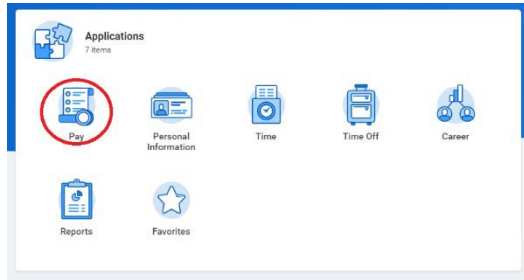 Applications
7 items
Pay
Personal
Information
Time
Time Off
Career
Reports
Favorites